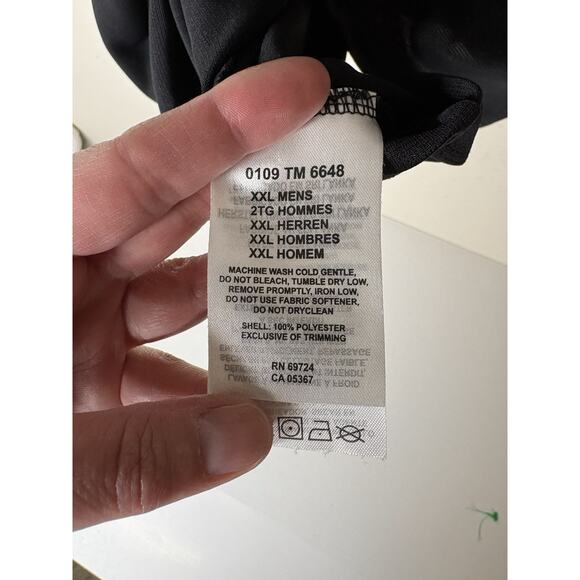 0109 TM 6648
XXL MENS
2TG HOMMES
XXL HERREN
XXL HOMBRES
XXL HOMEM
MACHINE WASH COLD GENTLE,
DO NOT BLEACH, TUMBLE DRY LOW,
REMOVE PROMPTLY, IRON LOW,
DO NOT USE FABRIC SOFTENER,
DO NOT DRYCLEAN
SHELL: 100% POLYESTER
EXCLUSIVE OF TRIMMING
RN 69724
CA 05367